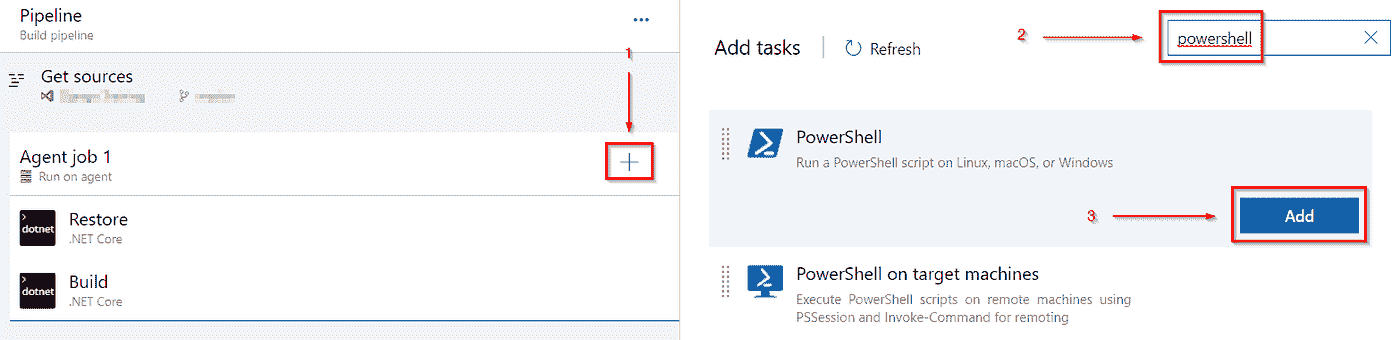 Pipeline
Build pipeline
Get sources
1
Agent job 1
Run on agent
dotnet
Restore
.NET Core
dotnet
Build
.NET Core
2
powershell
Add tasks
Refresh
PowerShell
Run a PowerShell script on Linux, macOS, or Windows
3
Add
PowerShell on target machines
Execute PowerShell scripts on remote machines using
PSSession and Invoke-Command for remoting